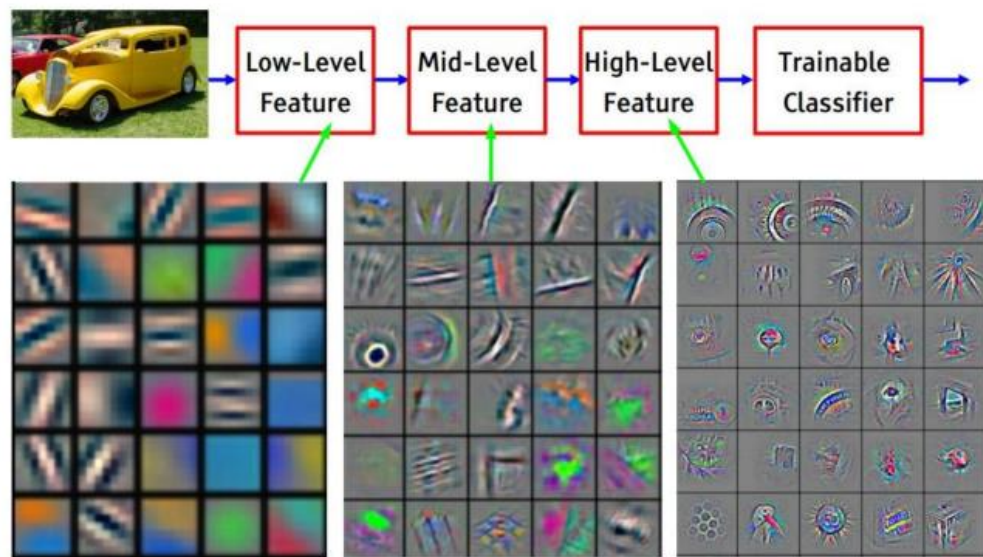 Low-Level
Feature
Mid-Level
Feature
High-Level
Feature
Trainable
Classifier